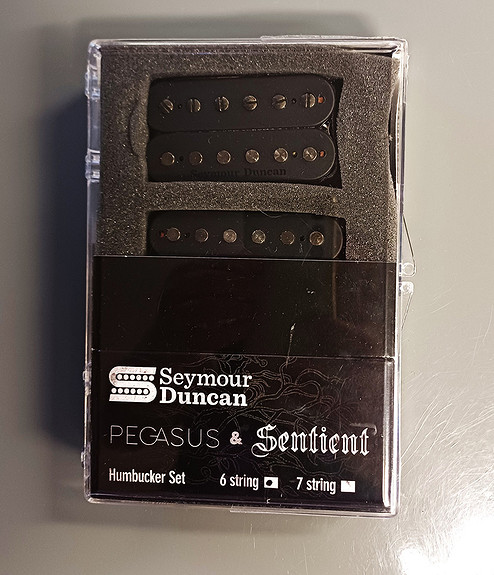 Seymour Duncan
Seymour
Duncan
PEGASUS & Sentient
Humbucker Set 6 string 7 string